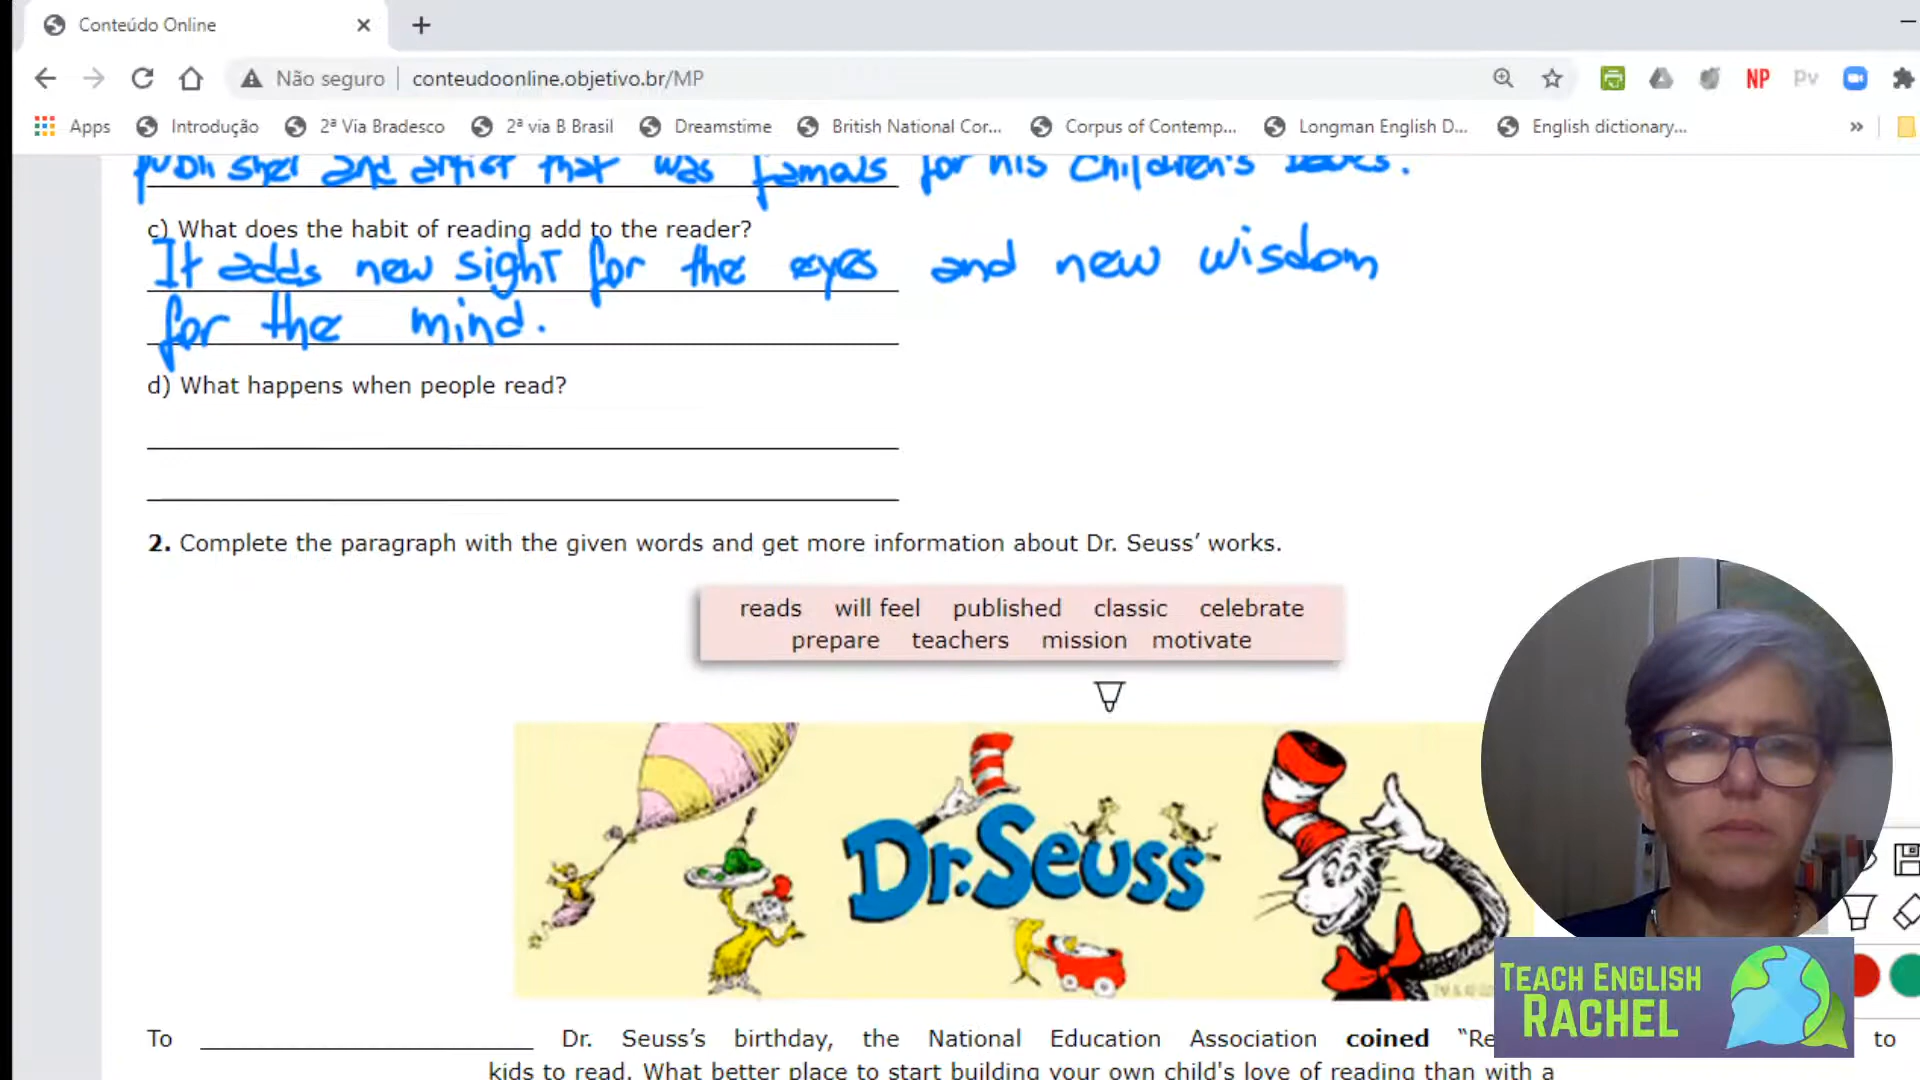 Conteúdo Online
Não seguro conteudoonline.objetivo.br/MP
NP Pv
Apps Introdução 2ª Via Bradesco 2ª via B Brasil Dreamstime British National Cor... Corpus of Contemp... Longman English D... English dictionary... »
publisher and artist that was famous for his children's books.
c) What does the habit of reading add to the reader?
It adds new sight for the eyes and new wisdom
for the mind.
d) What happens when people read?
2. Complete the paragraph with the given words and get more information about Dr. Seuss’ works.
reads will feel published classic celebrate
prepare teachers mission motivate
Dr. Seuss
TEACH ENGLISH
RACHEL
To ____ Dr. Seuss’s birthday, the National Education Association coined “Re to
kids to read. What better place to start building your own child's love of reading than with a